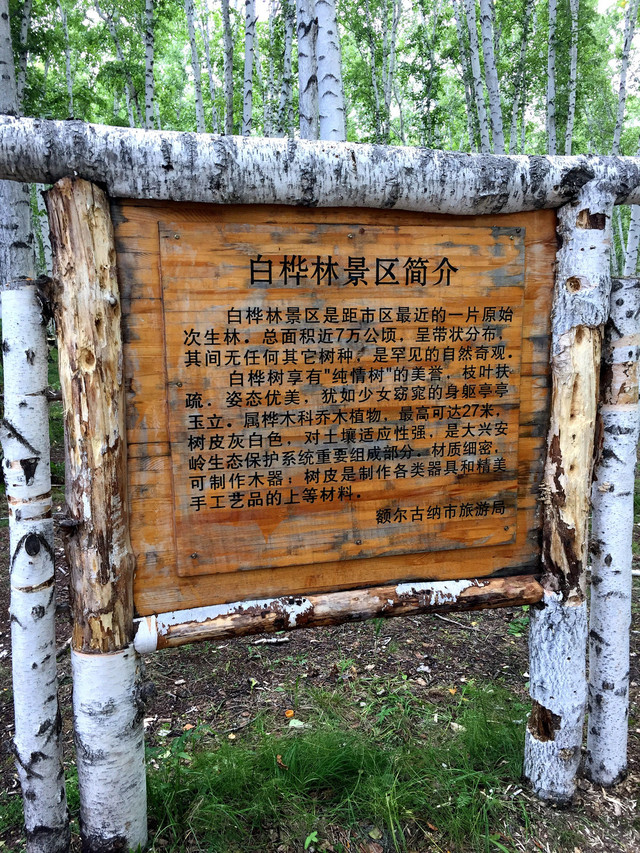 白桦林景区简介
白桦林景区是距市区最近的一片原始
次生林。总面积近7万公顷，呈带状分布，
其间无任何其它树种，是罕见的自然奇观。
白桦树享有"纯情树"的美誉，枝叶扶
疏，姿态优美，犹如少女窈窕的身躯亭亭
玉立。属桦木科乔木植物，最高可达27米，
树皮灰白色，对土壤适应性强，是大兴安
岭生态保护系统重要组成部分。材质细密，
可制作木器；树皮是制作各类器具和精美
手工艺品的上等材料．
额尔古纳市旅游局